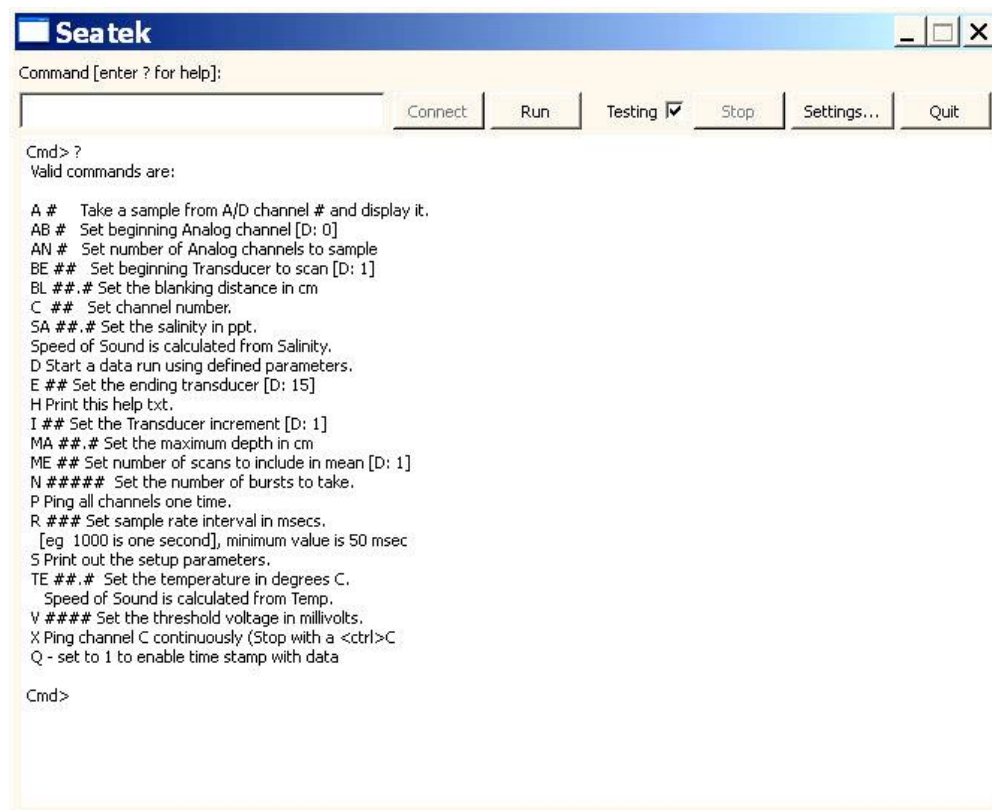 Seatek
Command [enter ? for help]:
Connect Run Testing Stop Settings... Quit
Cmd> ?
Valid commands are:
A # Take a sample from A/D channel # and display it.
AB # Set beginning Analog channel [D: 0]
AN # Set number of Analog channels to sample
BE ## Set beginning Transducer to scan [D: 1]
BL ##.# Set the blanking distance in cm
C ## Set channel number.
SA ##.# Set the salinity in ppt.
Speed of Sound is calculated from Salinity.
D Start a data run using defined parameters.
E ## Set the ending transducer [D: 15]
H Print this help txt.
I ## Set the Transducer increment [D: 1]
MA ##.# Set the maximum depth in cm
ME ## Set number of scans to include in mean [D: 1]
N ##### Set the number of bursts to take.
P Ping all channels one time.
R ### Set sample rate interval in msecs.
[eg 1000 is one second], minimum value is 50 msec
S Print out the setup parameters.
TE ##.# Set the temperature in degrees C.
Speed of Sound is calculated from Temp.
V #### Set the threshold voltage in millivolts.
X Ping channel C continuously (Stop with a <ctrl>C
Q - set to 1 to enable time stamp with data
Cmd>